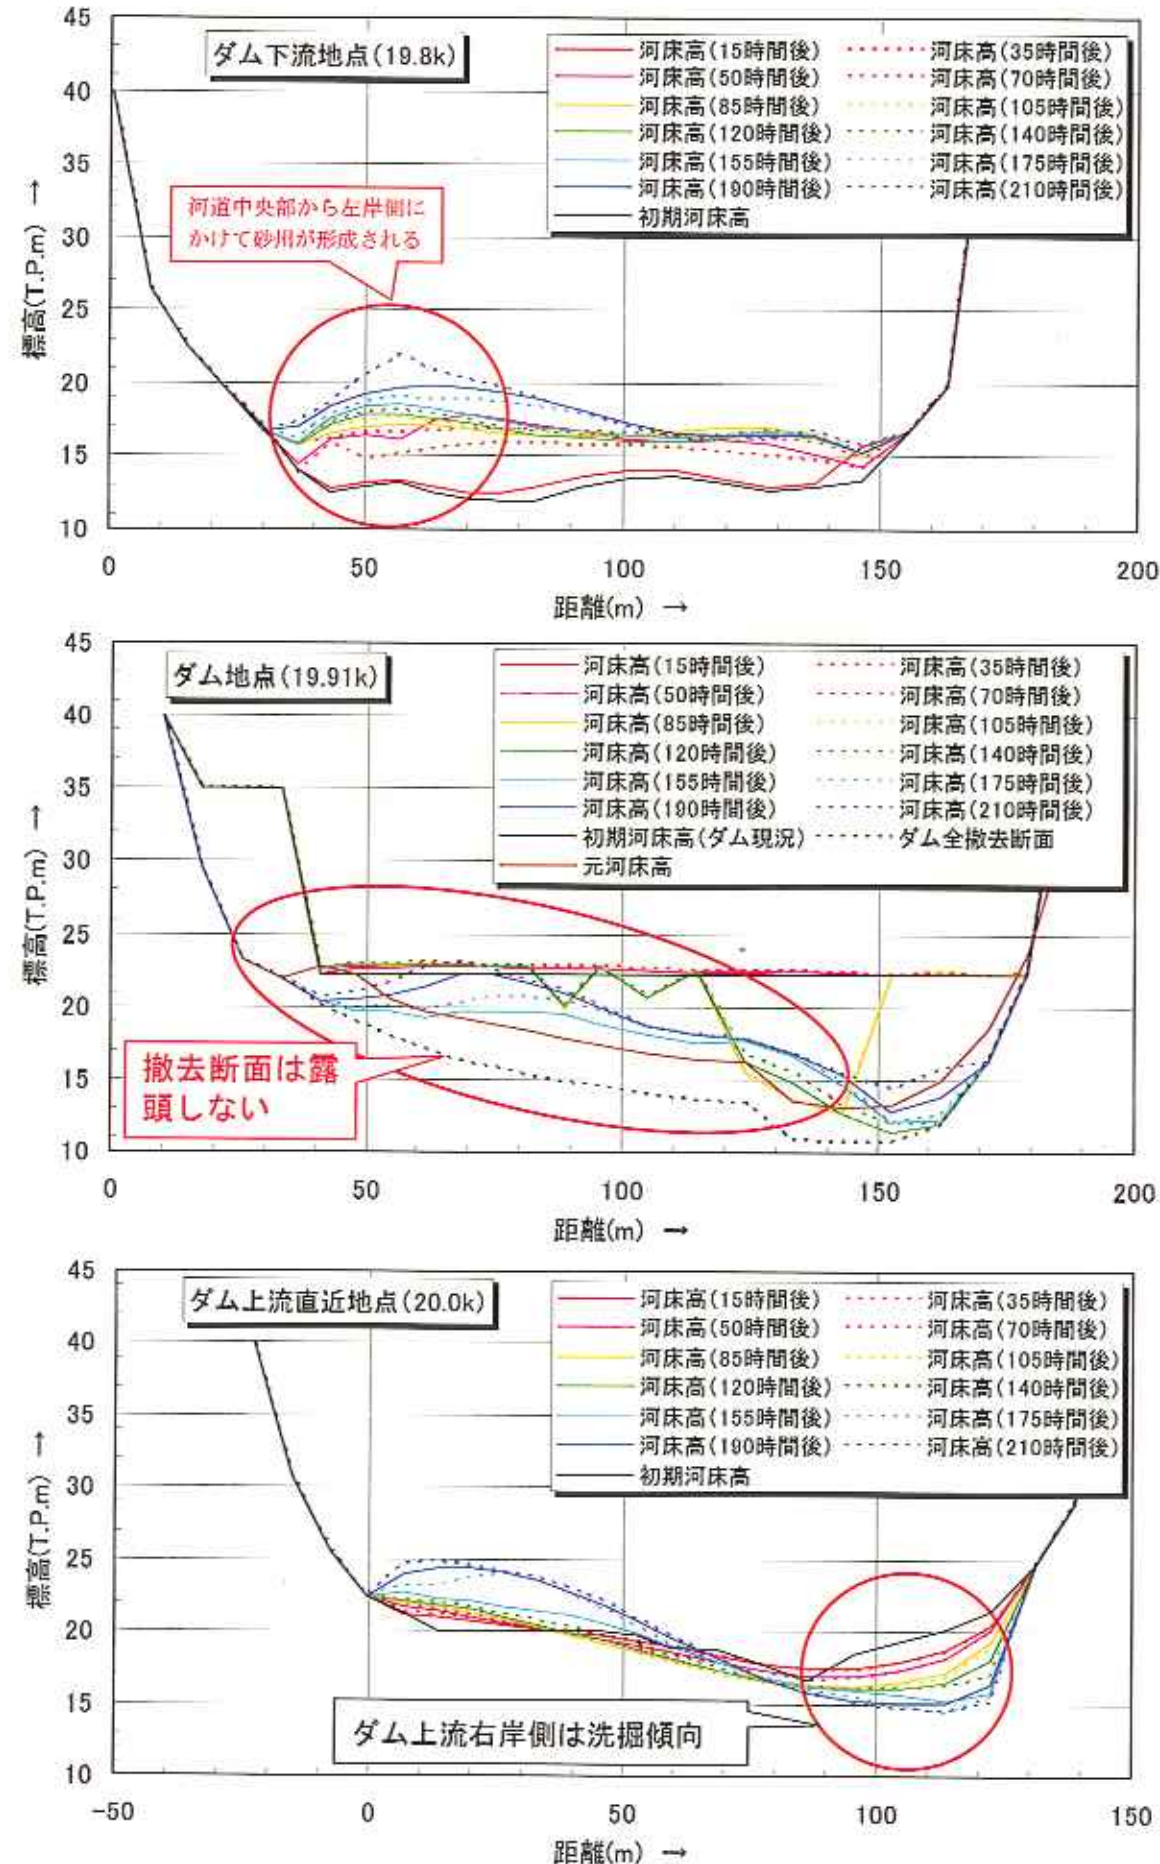 ダム下流地点(19.8k)
河床高(15時間後) 河床高(35時間後)
河床高(50時間後) 河床高(70時間後)
河床高(85時間後) 河床高(105時間後)
河床高(120時間後) 河床高(140時間後)
河床高(155時間後) 河床高(175時間後)
河床高(190時間後) 河床高(210時間後)
初期河床高
河道中央部から左岸側に
かけて砂州が形成される
標高(T.P.m) →
45
40
35
30
25
20
15
10
0 50 100 150 200
距離(m) →
ダム地点(19.91k)
河床高(15時間後) 河床高(35時間後)
河床高(50時間後) 河床高(70時間後)
河床高(85時間後) 河床高(105時間後)
河床高(120時間後) 河床高(140時間後)
河床高(155時間後) 河床高(175時間後)
河床高(190時間後) 河床高(210時間後)
初期河床高(ダム現況) ダム全撤去断面
元河床高
撤去断面は露
頭しない
標高(T.P.m) →
45
40
35
30
25
20
15
10
0 50 100 150 200
距離(m) →
ダム上流直近地点(20.0k)
河床高(15時間後) 河床高(35時間後)
河床高(50時間後) 河床高(70時間後)
河床高(85時間後) 河床高(105時間後)
河床高(120時間後) 河床高(140時間後)
河床高(155時間後) 河床高(175時間後)
河床高(190時間後) 河床高(210時間後)
初期河床高
ダム上流右岸側は洗掘傾向
標高(T.P.m) →
45
40
35
30
25
20
15
10
-50 0 50 100 150
距離(m) →